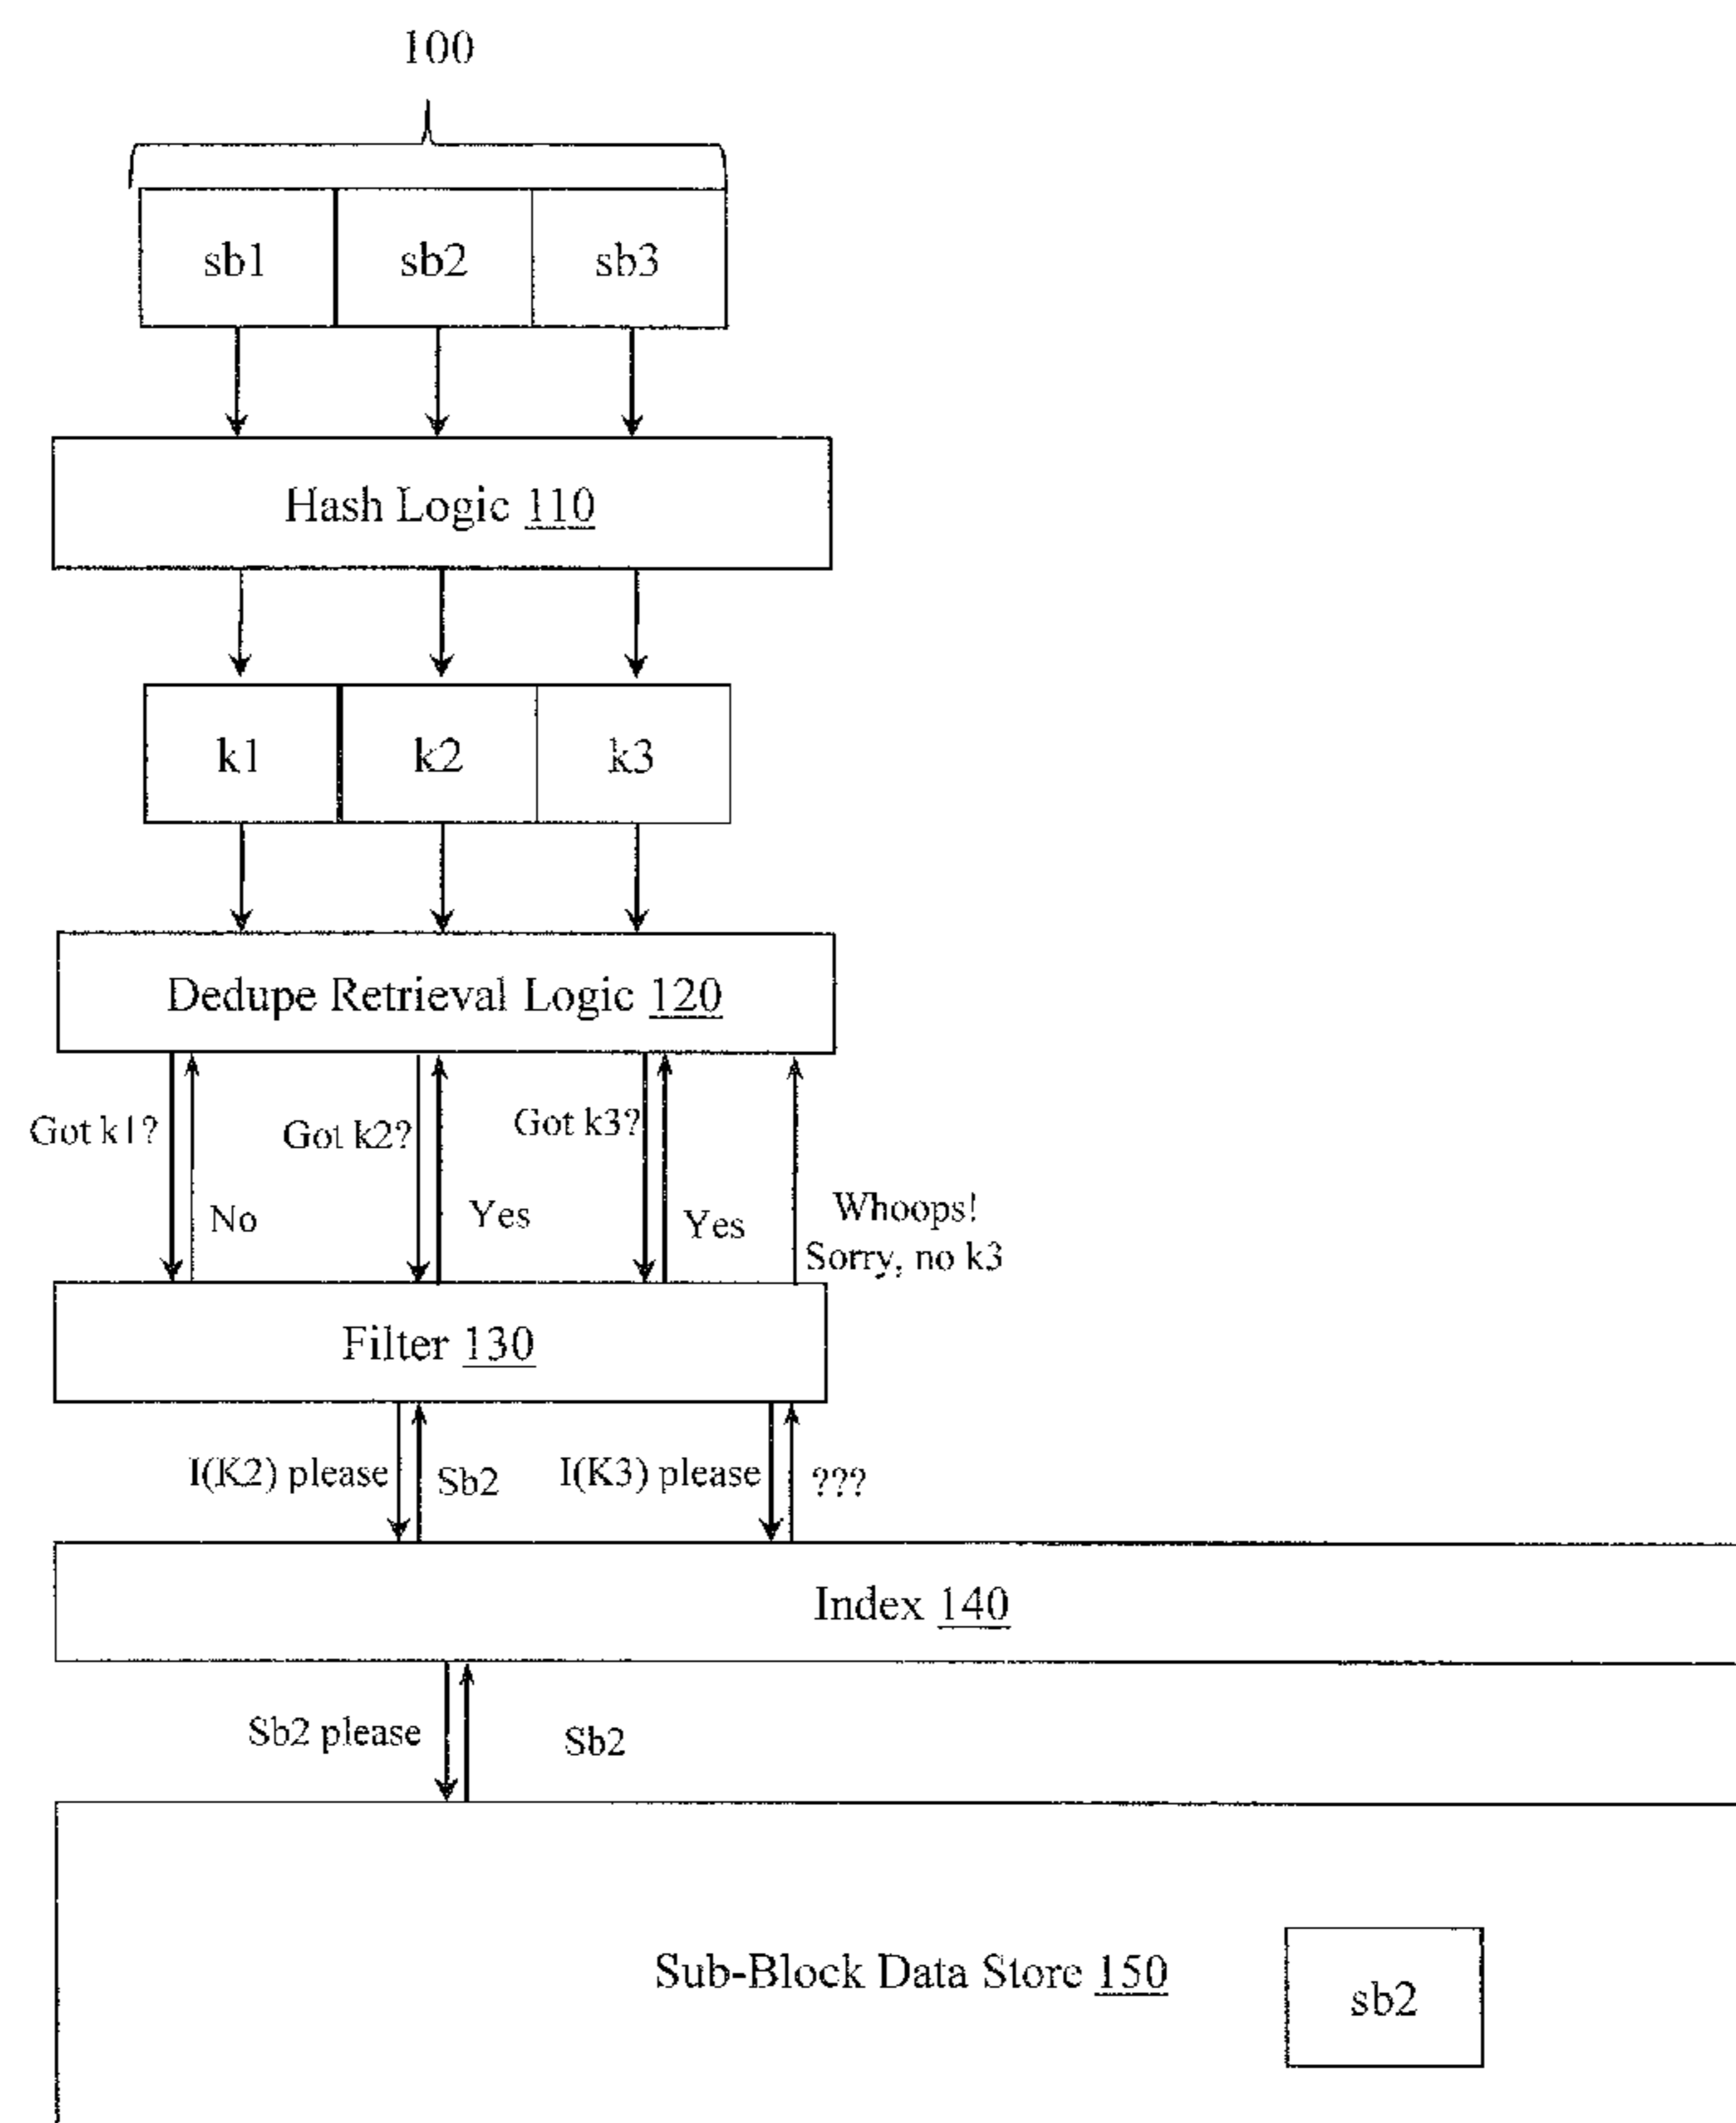 100
sb1 sb2 sb3
Hash Logic 110
k1 k2 k3
Dedupe Retrieval Logic 120
Got k1? Got k2? Got k3?
No Yes Yes Whoops!
Sorry, no k3
Filter 130
I(K2) please Sb2 I(K3) please ???
Index 140
Sb2 please Sb2
Sub-Block Data Store 150
sb2